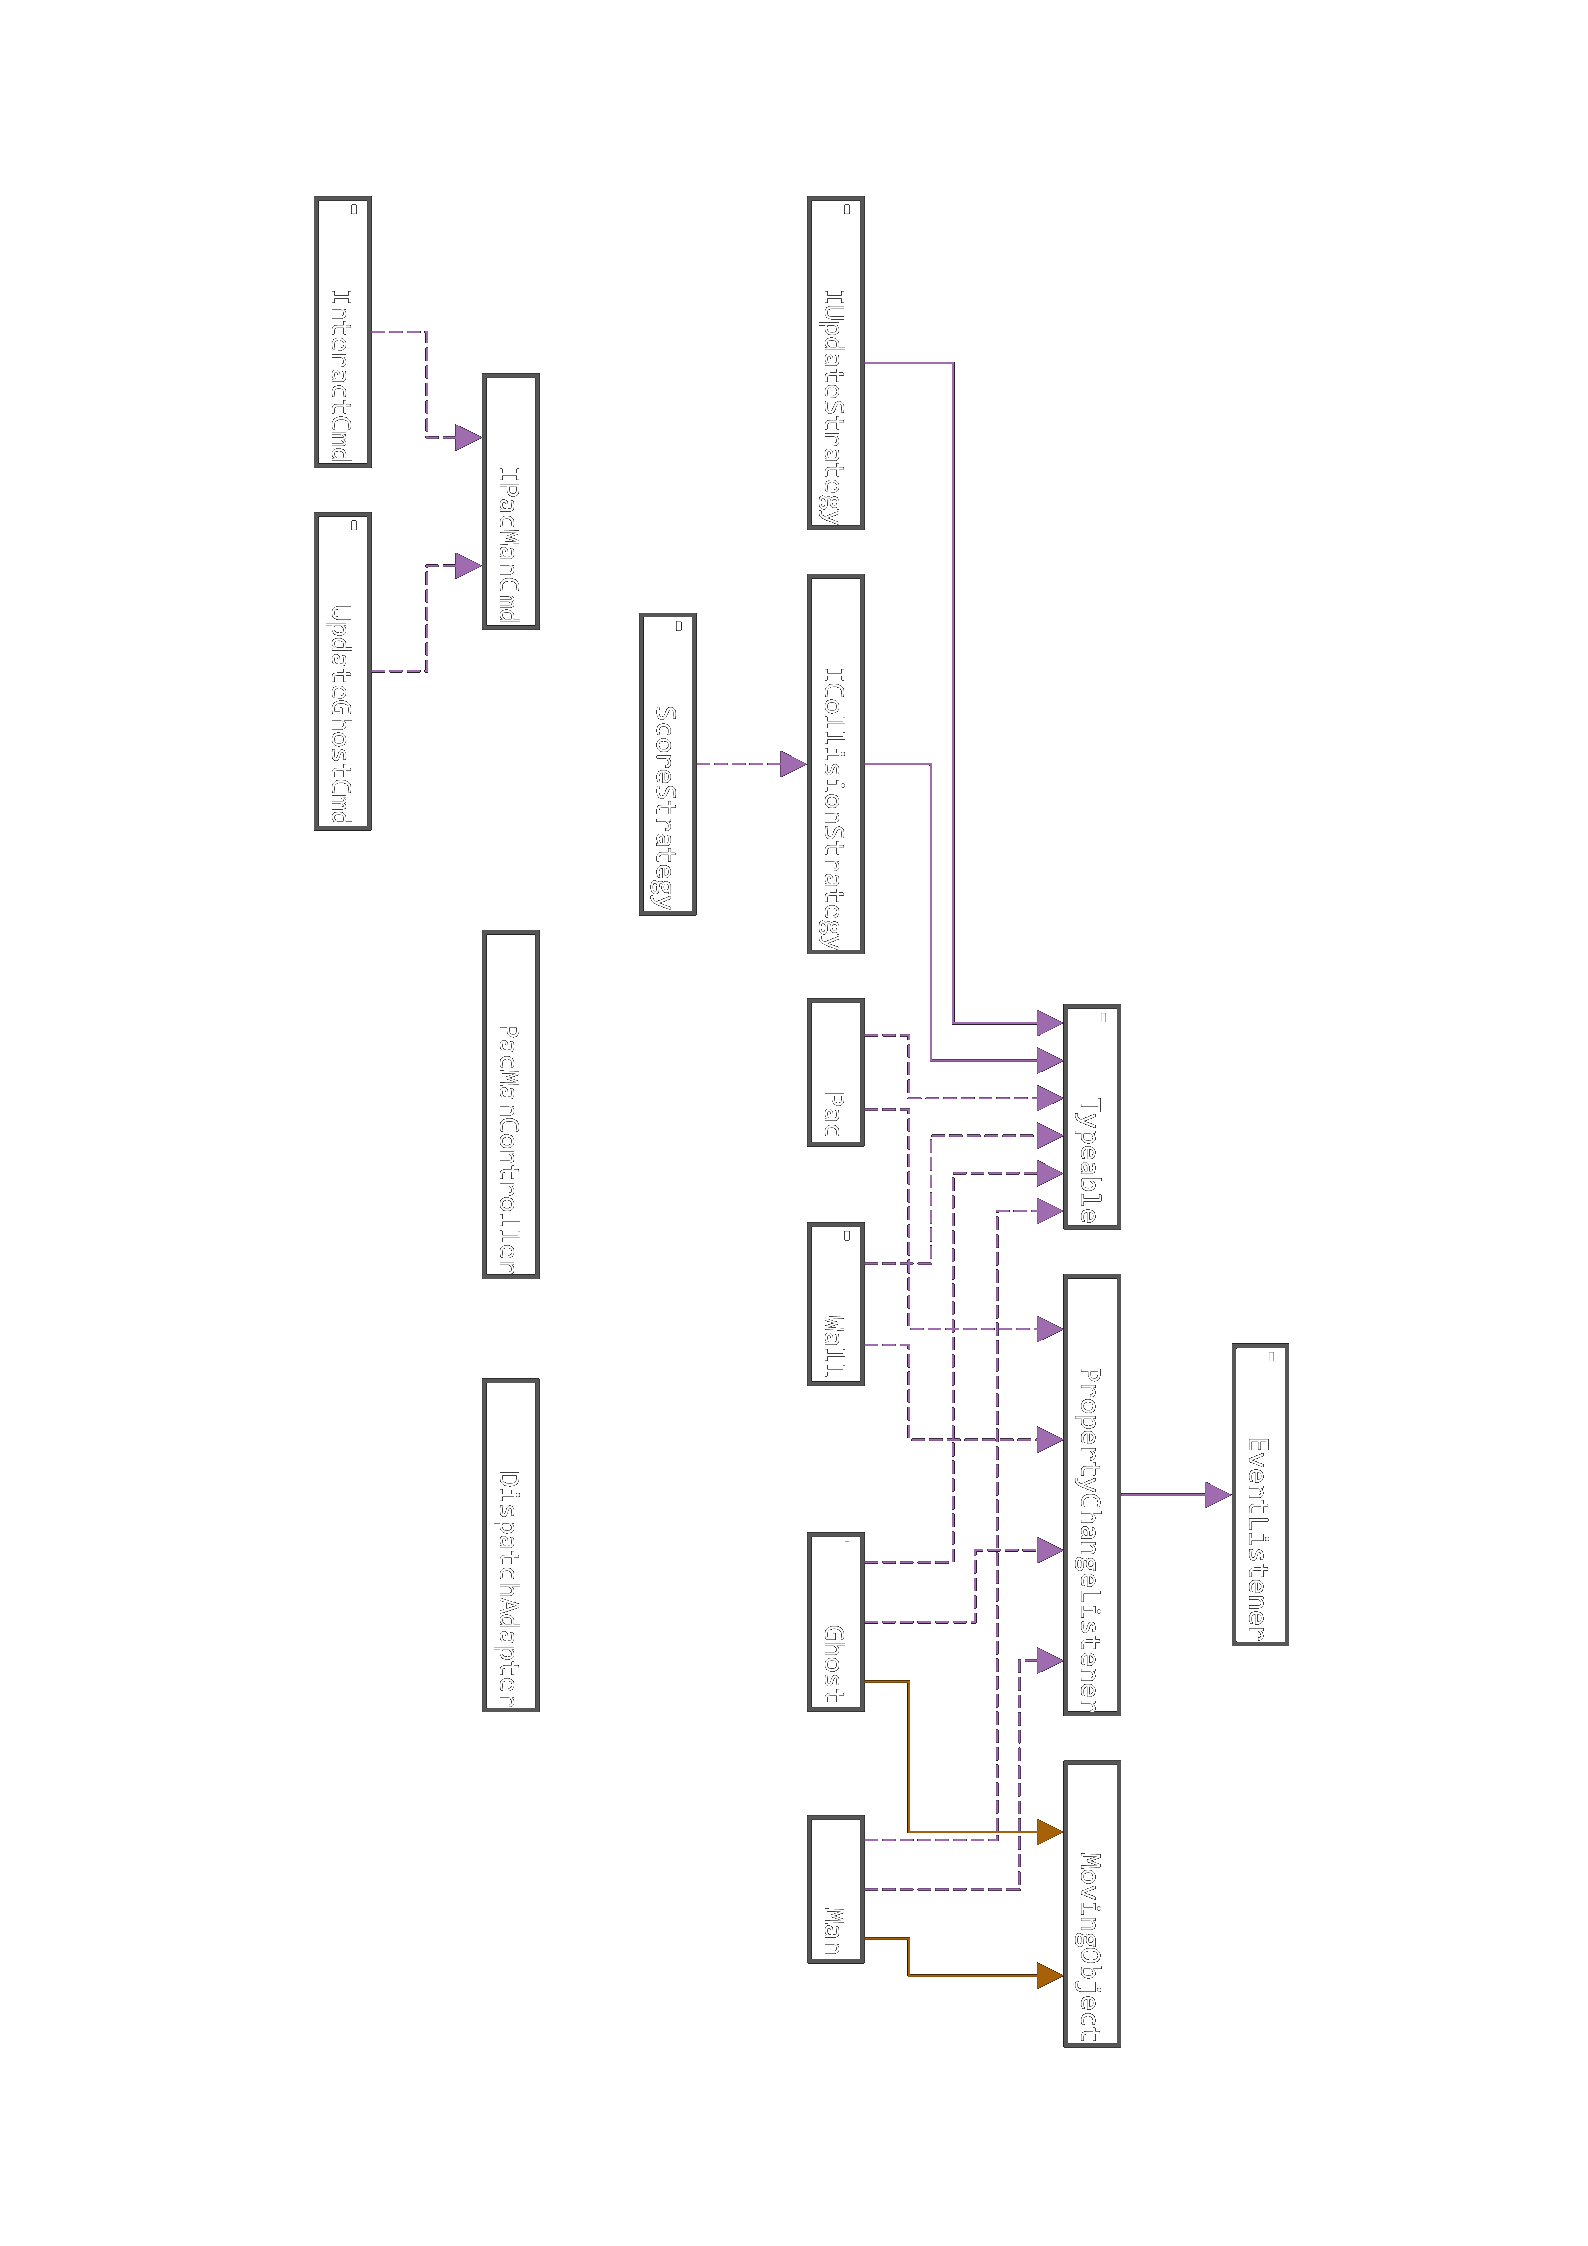 EventListener
Typeable
PropertyChangeListener
MovingObject
IUpdateStrategy
ICollisionStrategy
Pac
Wall
Ghost
Man
ScoreStrategy
IPacManCmd
PacManController
DispatchAdapter
InteractCmd
UpdateGhostCmd